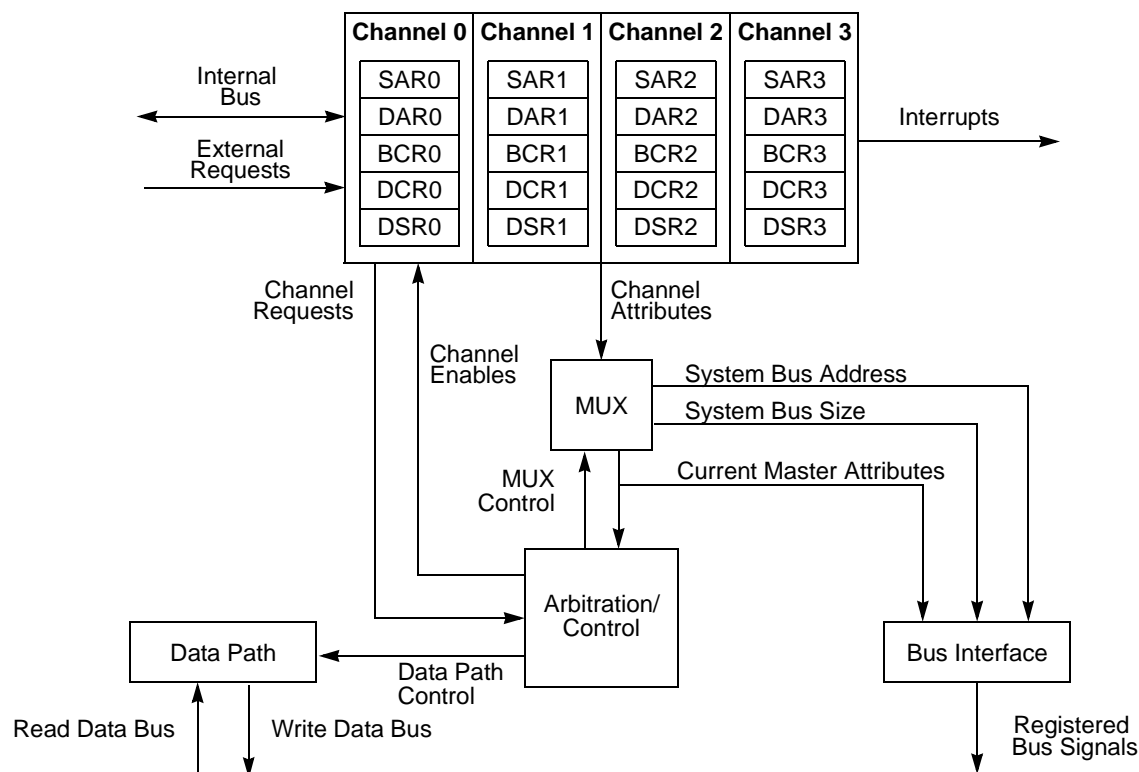 Channel 0 Channel 1 Channel 2 Channel 3
SAR0 SAR1 SAR2 SAR3
DAR0 DAR1 DAR2 DAR3
BCR0 BCR1 BCR2 BCR3
DCR0 DCR1 DCR2 DCR3
DSR0 DSR1 DSR2 DSR3
Internal
Bus
External
Requests
Interrupts
Channel
Requests
Channel
Enables
Channel
Attributes
MUX
System Bus Address
System Bus Size
Current Master Attributes
MUX
Control
Arbitration/
Control
Data Path
Data Path
Control
Bus Interface
Read Data Bus
Write Data Bus
Registered
Bus Signals